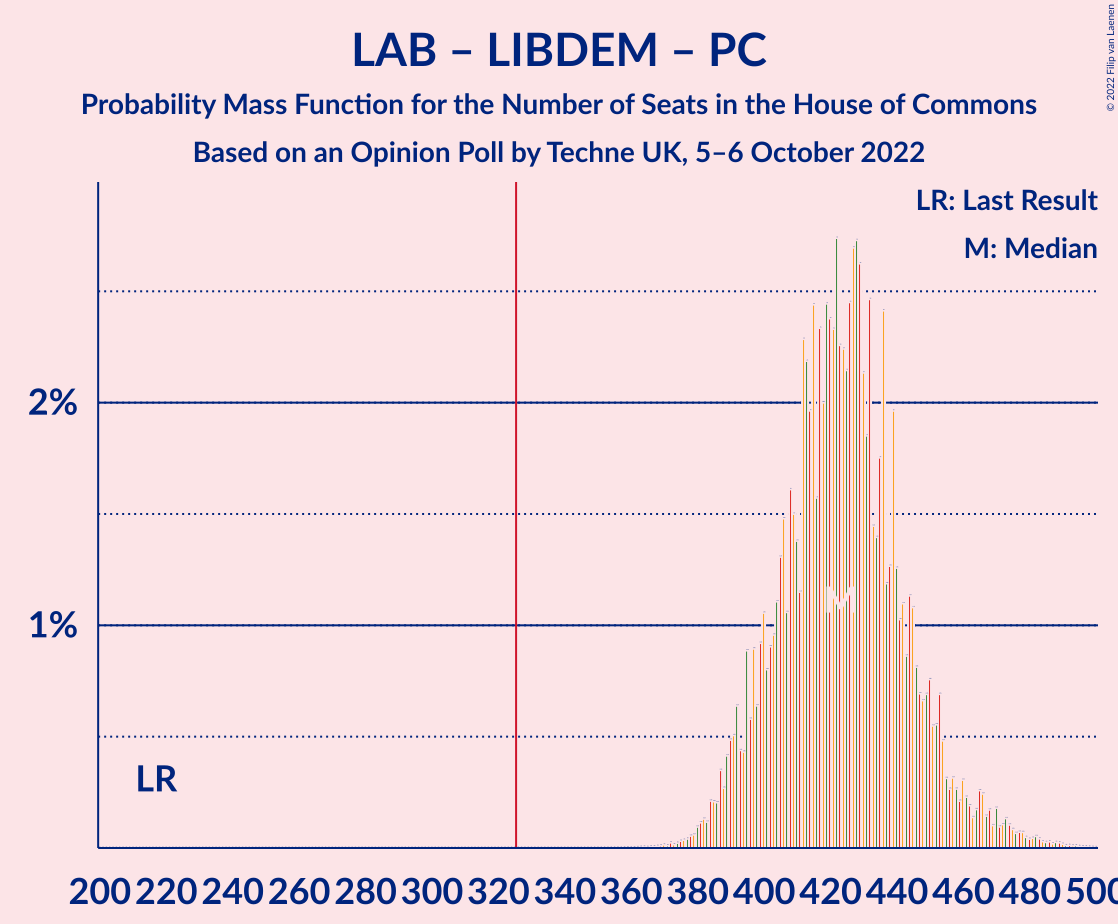 LAB – LIBDEM – PC
Probability Mass Function for the Number of Seats in the House of Commons
Based on an Opinion Poll by Techne UK, 5–6 October 2022
© 2022 Filip van Laenen
LR: Last Result
M: Median
2%
1%
LR
M
200 220 240 260 280 300 320 340 360 380 400 420 440 460 480 500